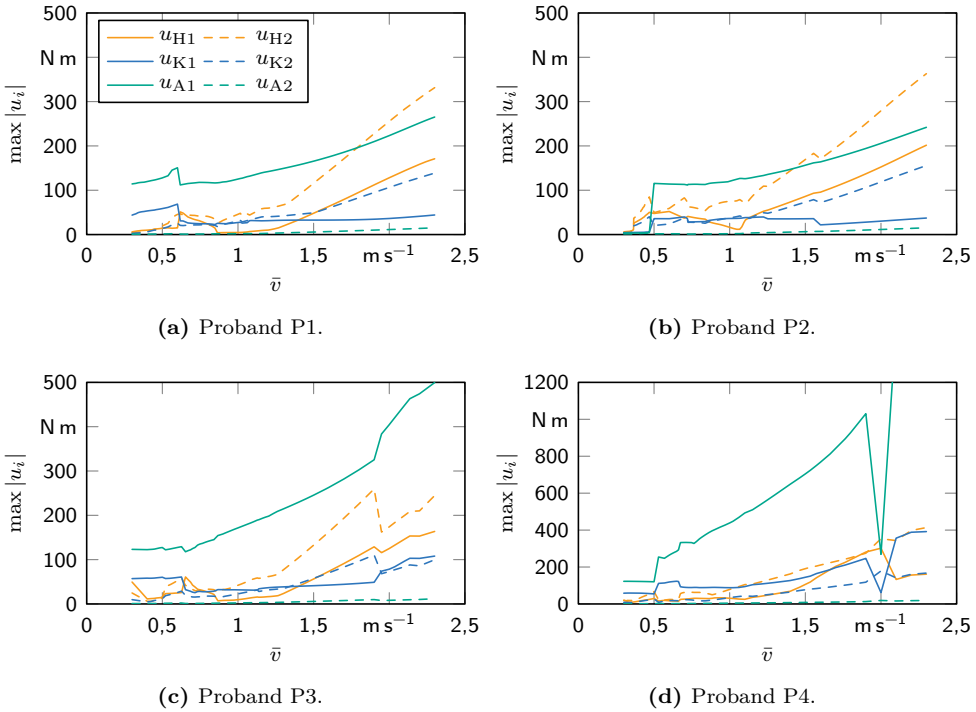 500
N m
300
200
100
0
max |u_i|
u_H1 u_H2
u_K1 u_K2
u_A1 u_A2
0 0,5 1 1,5 m s⁻¹ 2,5
v̄
(a) Proband P1.
500
N m
300
200
100
0
max |u_i|
0 0,5 1 1,5 m s⁻¹ 2,5
v̄
(b) Proband P2.
500
N m
300
200
100
0
max |u_i|
0 0,5 1 1,5 m s⁻¹ 2,5
v̄
(c) Proband P3.
1200
N m
800
600
400
200
0
max |u_i|
0 0,5 1 1,5 m s⁻¹ 2,5
v̄
(d) Proband P4.